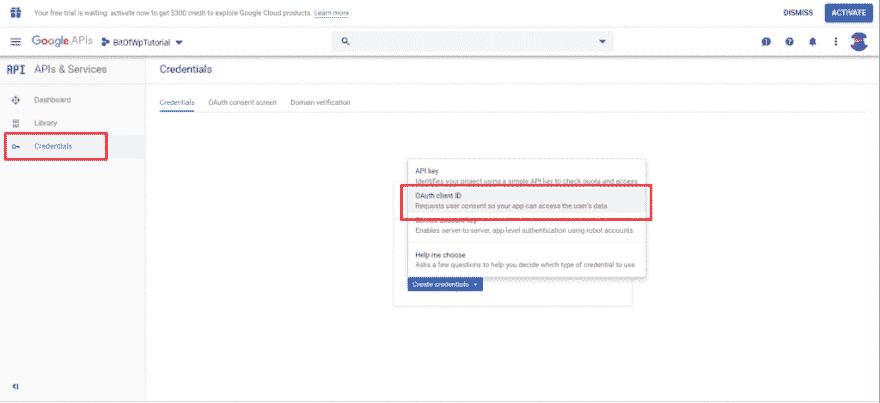 Your free trial is waiting: activate now to get $300 credit to explore Google Cloud products. Learn more
DISMISS
ACTIVATE
Google APIs
BitOfWpTutorial
API APIs & Services
Credentials
Dashboard
Library
Credentials
Credentials OAuth consent screen Domain verification
API key
Identifies your project using a simple API key to check quota and access
OAuth client ID
Requests user consent so your app can access the user's data
Service account key
Enables server-to-server, app-level authentication using robot accounts
Help me choose
Asks a few questions to help you decide which type of credential to use
Create credentials